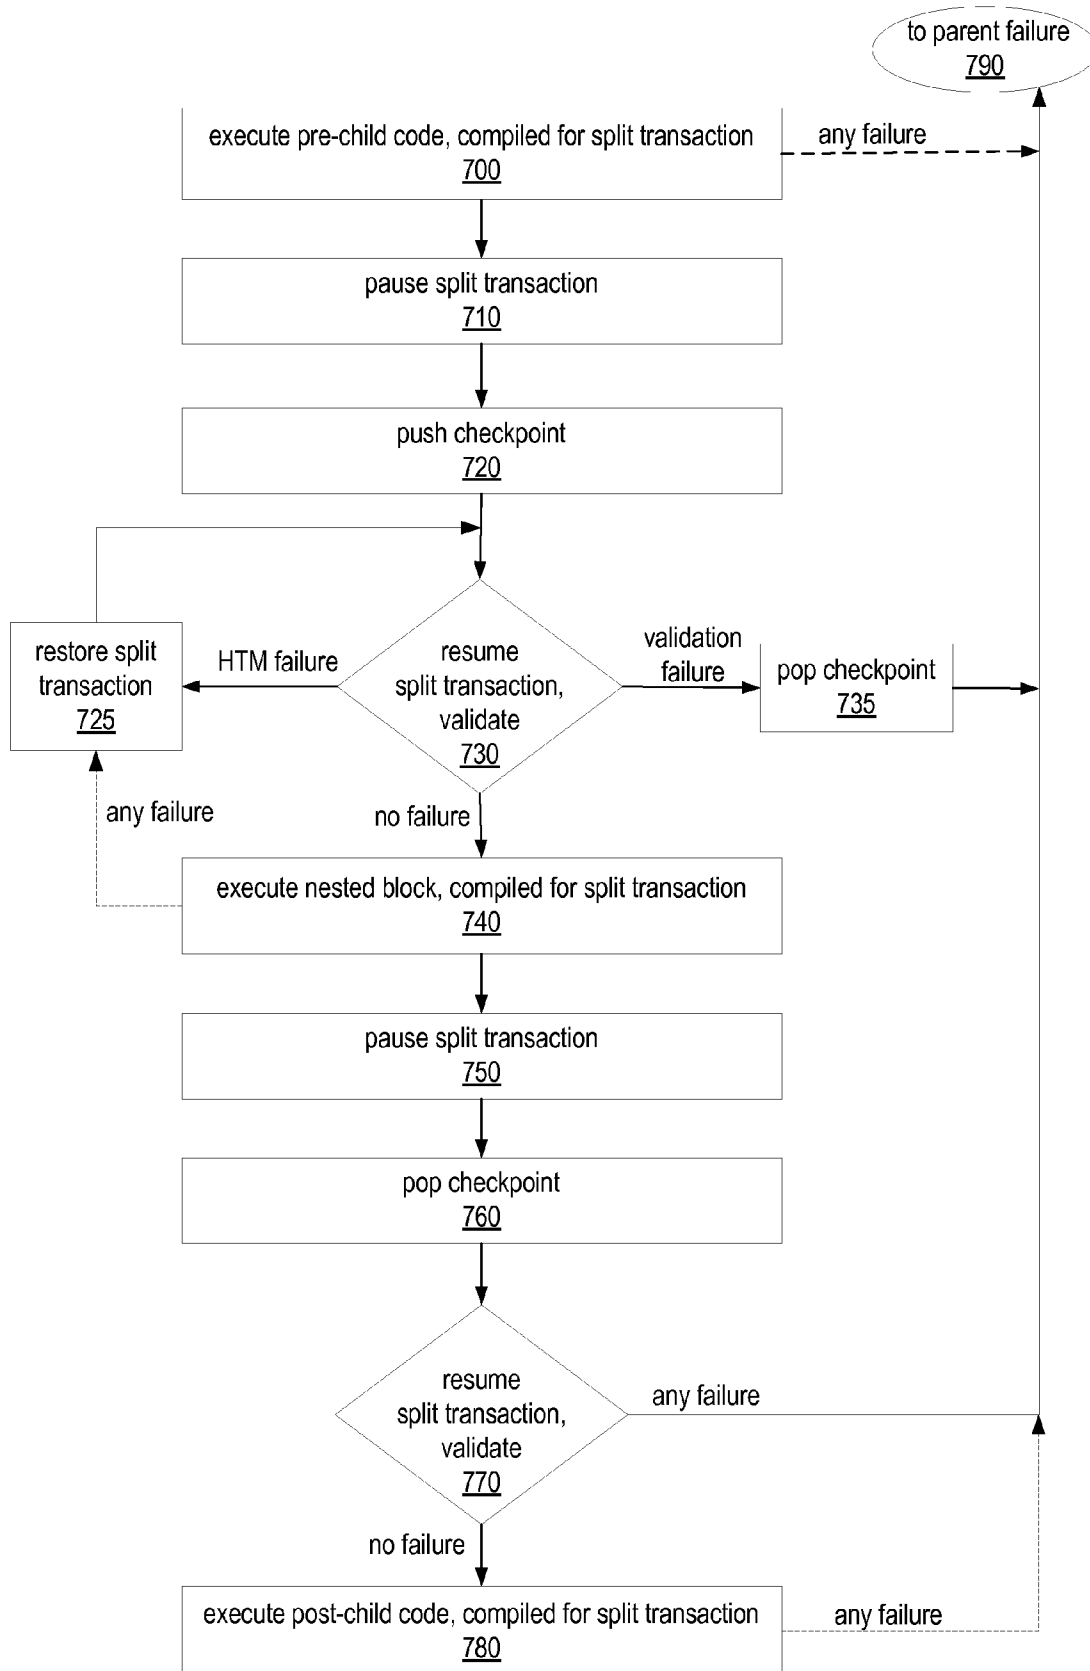 to parent failure
790
execute pre-child code, compiled for split transaction
700
any failure
pause split transaction
710
push checkpoint
720
restore split
transaction
725
HTM failure
resume
split transaction,
validate
730
validation
failure
pop checkpoint
735
any failure
no failure
execute nested block, compiled for split transaction
740
pause split transaction
750
pop checkpoint
760
resume
split transaction,
validate
770
any failure
no failure
execute post-child code, compiled for split transaction
780
any failure